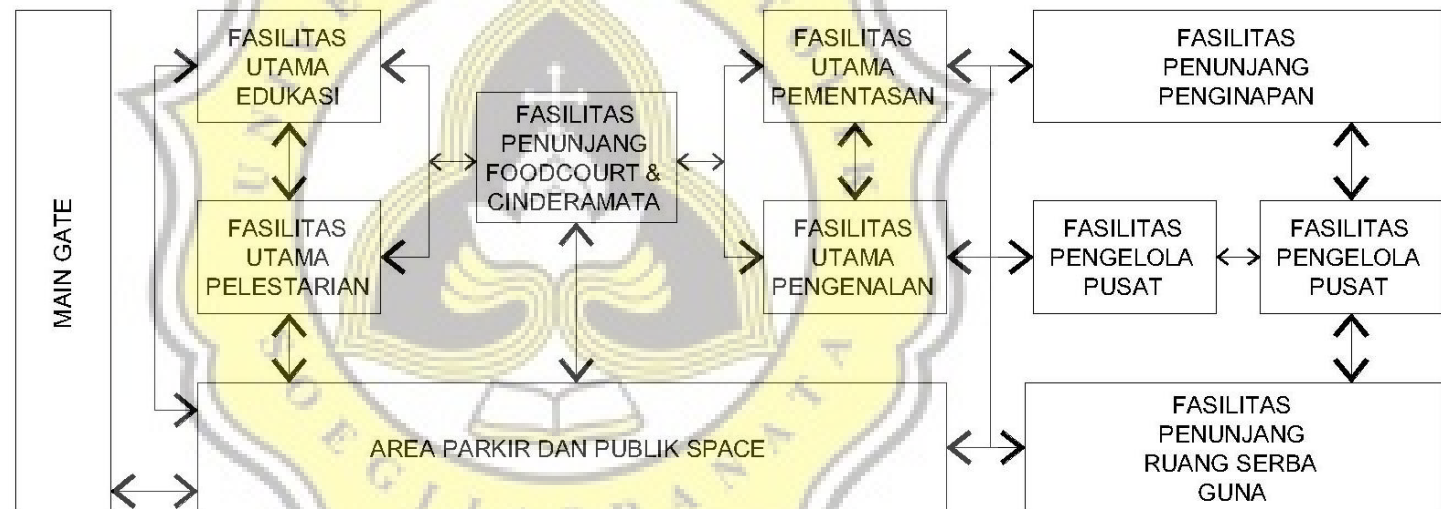 MAIN GATE
FASILITAS
UTAMA
EDUKASI
FASILITAS
UTAMA
PELESTARIAN
FASILITAS
PENUNJANG
FOODCOURT &
CINDERAMATA
FASILITAS
UTAMA
PEMENTASAN
FASILITAS
UTAMA
PENGENALAN
FASILITAS
PENUNJANG
PENGINAPAN
FASILITAS
PENGELOLA
PUSAT
FASILITAS
PENGELOLA
PUSAT
AREA PARKIR DAN PUBLIK SPACE
FASILITAS
PENUNJANG
RUANG SERBA
GUNA